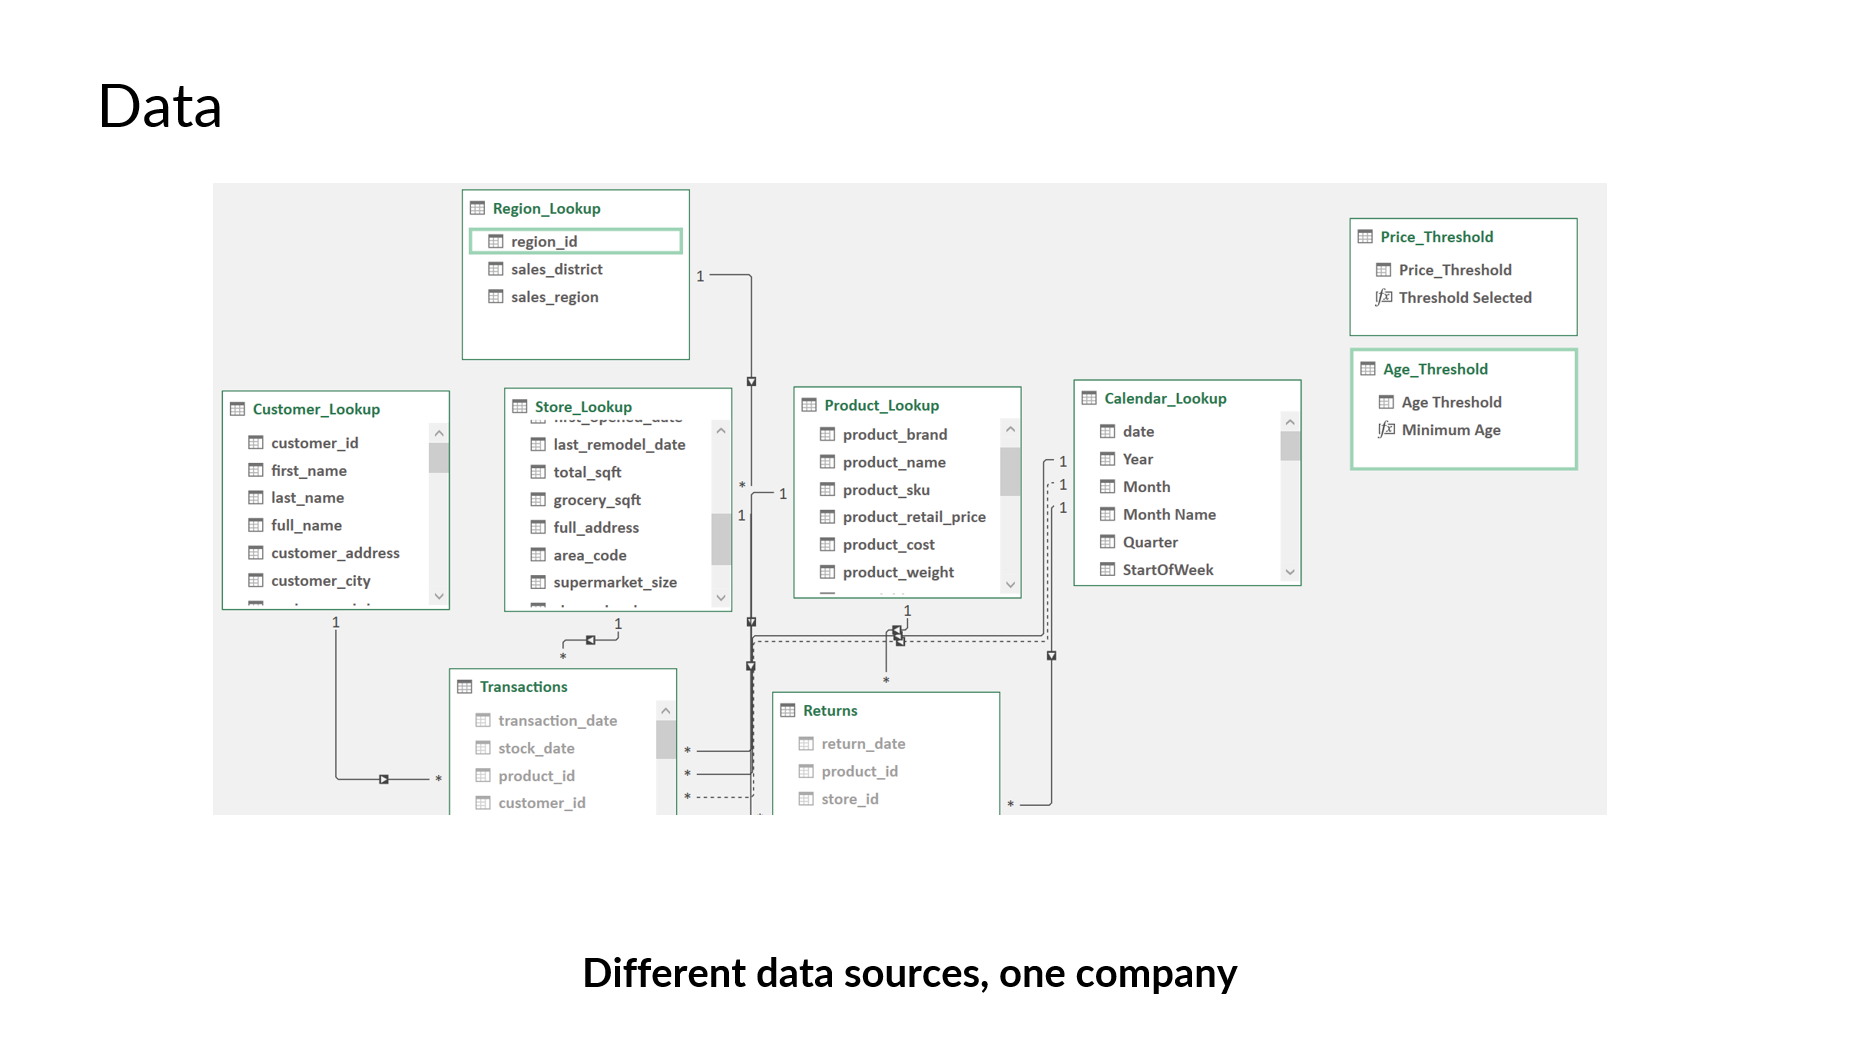 Data
Region_Lookup
region_id
sales_district
sales_region
1
Price_Threshold
Price_Threshold
Threshold Selected
Age_Threshold
Age Threshold
Minimum Age
Customer_Lookup
customer_id
first_name
last_name
full_name
customer_address
customer_city
1
Store_Lookup
first_opened_date
last_remodel_date
total_sqft
grocery_sqft
full_address
area_code
supermarket_size
*
1
1
*
Product_Lookup
product_brand
product_name
product_sku
product_retail_price
product_cost
product_weight
1
1
*
Calendar_Lookup
date
Year
Month
Month Name
Quarter
StartOfWeek
1
1
1
Transactions
transaction_date
stock_date
product_id
customer_id
*
*
*
*
Returns
return_date
product_id
store_id
*
Different data sources, one company